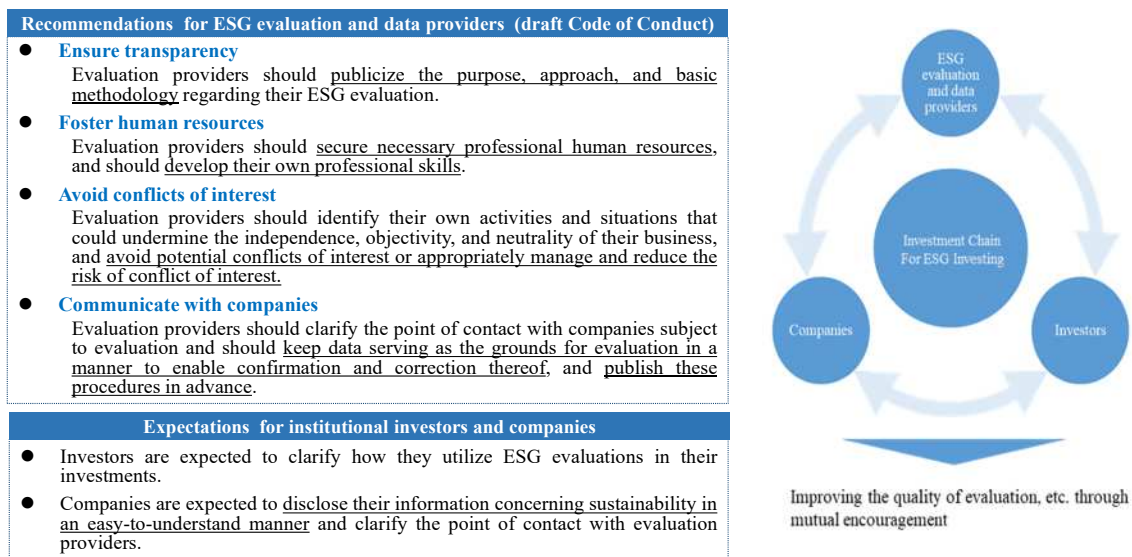 Recommendations for ESG evaluation and data providers (draft Code of Conduct)
● Ensure transparency
Evaluation providers should publicize the purpose, approach, and basic
methodology regarding their ESG evaluation.
● Foster human resources
Evaluation providers should secure necessary professional human resources,
and should develop their own professional skills.
● Avoid conflicts of interest
Evaluation providers should identify their own activities and situations that
could undermine the independence, objectivity, and neutrality of their business,
and avoid potential conflicts of interest or appropriately manage and reduce the
risk of conflict of interest.
● Communicate with companies
Evaluation providers should clarify the point of contact with companies subject
to evaluation and should keep data serving as the grounds for evaluation in a
manner to enable confirmation and correction thereof, and publish these
procedures in advance.
Expectations for institutional investors and companies
● Investors are expected to clarify how they utilize ESG evaluations in their
investments.
● Companies are expected to disclose their information concerning sustainability in
an easy-to-understand manner and clarify the point of contact with evaluation
providers.
ESG
evaluation
and data
providers
Investment Chain
For ESG Investing
Companies
Investors
Improving the quality of evaluation, etc. through
mutual encouragement